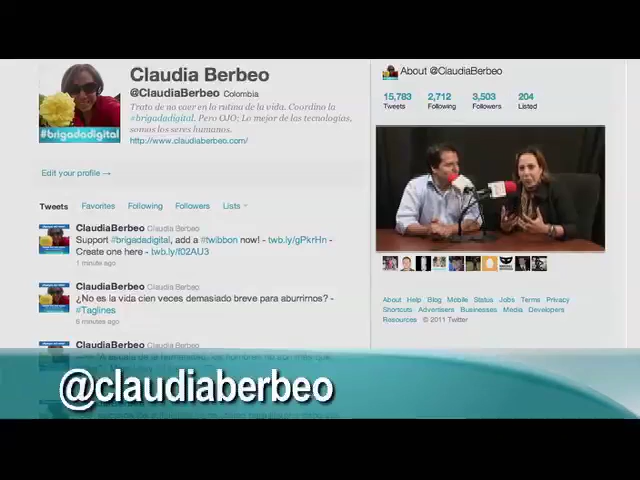 Claudia Berbeo
@ClaudiaBerbeo Colombia
Trato de no caer en la rutina de la vida. Coordino la
#brigadadigital. Pero OJO: Lo mejor de las tecnologías,
somos los seres humanos.
http://www.claudiaberbeo.com/
#brigadadigital
Edit your profile →
Tweets Favorites Following Followers Lists
ClaudiaBerbeo Claudia Berbeo
Support #brigadadigital, add a #twibbon now! - twb.ly/gPkrHn -
Create one here - twb.ly/f02AU3
1 minute ago
ClaudiaBerbeo Claudia Berbeo
¿No es la vida cien veces demasiado breve para aburrirnos? -
#Taglines
6 minutes ago
ClaudiaBerbeo Claudia Berbeo
About @ClaudiaBerbeo
15,783 2,712 3,503 204
Tweets Following Followers Listed
About Help Blog Mobile Status Jobs Terms Privacy
Shortcuts Advertisers Businesses Media Developers
Resources © 2011 Twitter
@claudiaberbeo